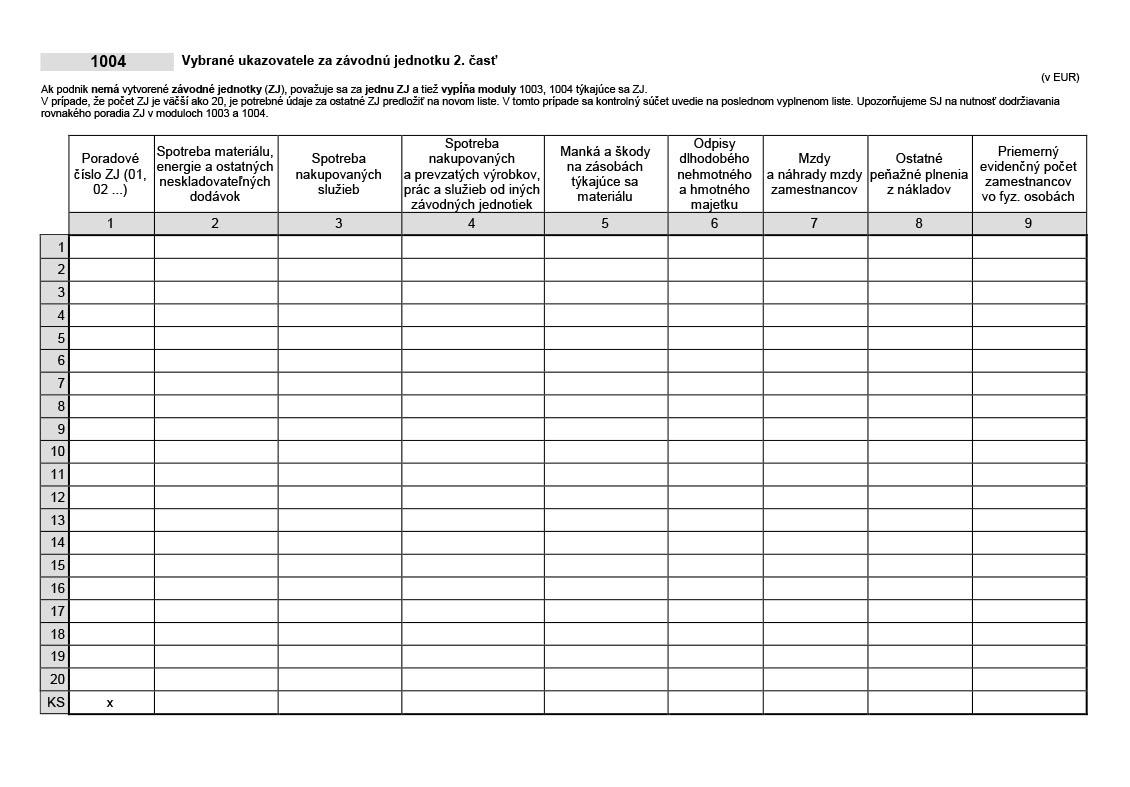 1004 Vybrané ukazovatele za závodnú jednotku 2. časť
(v EUR)
Ak podnik nemá vytvorené závodné jednotky (ZJ), považuje sa za jednu ZJ a tiež vypĺňa moduly 1003, 1004 týkajúce sa ZJ.
V prípade, že počet ZJ je väčší ako 20, je potrebné údaje za ostatné ZJ predložiť na novom liste. V tomto prípade sa kontrolný súčet uvedie na poslednom vyplnenom liste. Upozorňujeme SJ na nutnosť dodržiavania
rovnakého poradia ZJ v moduloch 1003 a 1004.
Poradové
číslo ZJ (01,
02 ...)
Spotreba materiálu,
energie a ostatných
neskladovateľných
dodávok
Spotreba
nakupovaných
služieb
Spotreba
nakupovaných
a prevzatých výrobkov,
prác a služieb od iných
závodných jednotiek
Manká a škody
na zásobách
týkajúce sa
materiálu
Odpisy
dlhodobého
nehmotného
a hmotného
majetku
Mzdy
a náhrady mzdy
zamestnancov
Ostatné
peňažné plnenia
z nákladov
Priemerný
evidenčný počet
zamestnancov
vo fyz. osobách
1 2 3 4 5 6 7 8 9
1
2
3
4
5
6
7
8
9
10
11
12
13
14
15
16
17
18
19
20
KS x